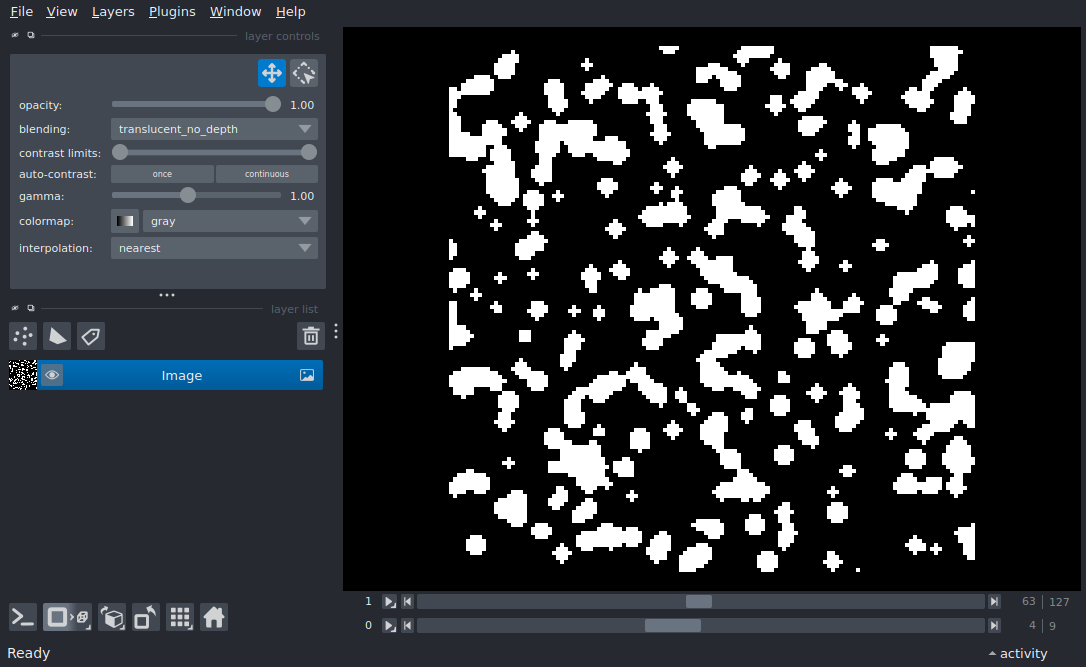 File View Layers Plugins Window Help
layer controls
opacity: 1.00
blending: translucent_no_depth
contrast limits:
auto-contrast: once continuous
gamma: 1.00
colormap: gray
interpolation: nearest
layer list
Image
1 63 127
0 4 9
Ready activity